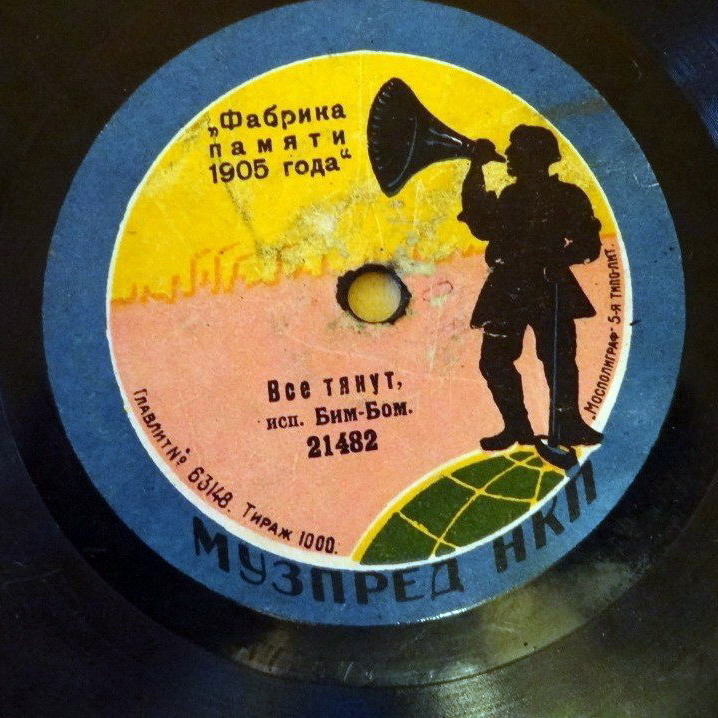 „Фабрика
памяти
1905 года“
Все тянут,
исп. Бим-Бом.
21482
Главлит № 63148. Тираж 1000.
„Мосполиграф" 5-я типо-лит.
МУЗПРЕД НКП